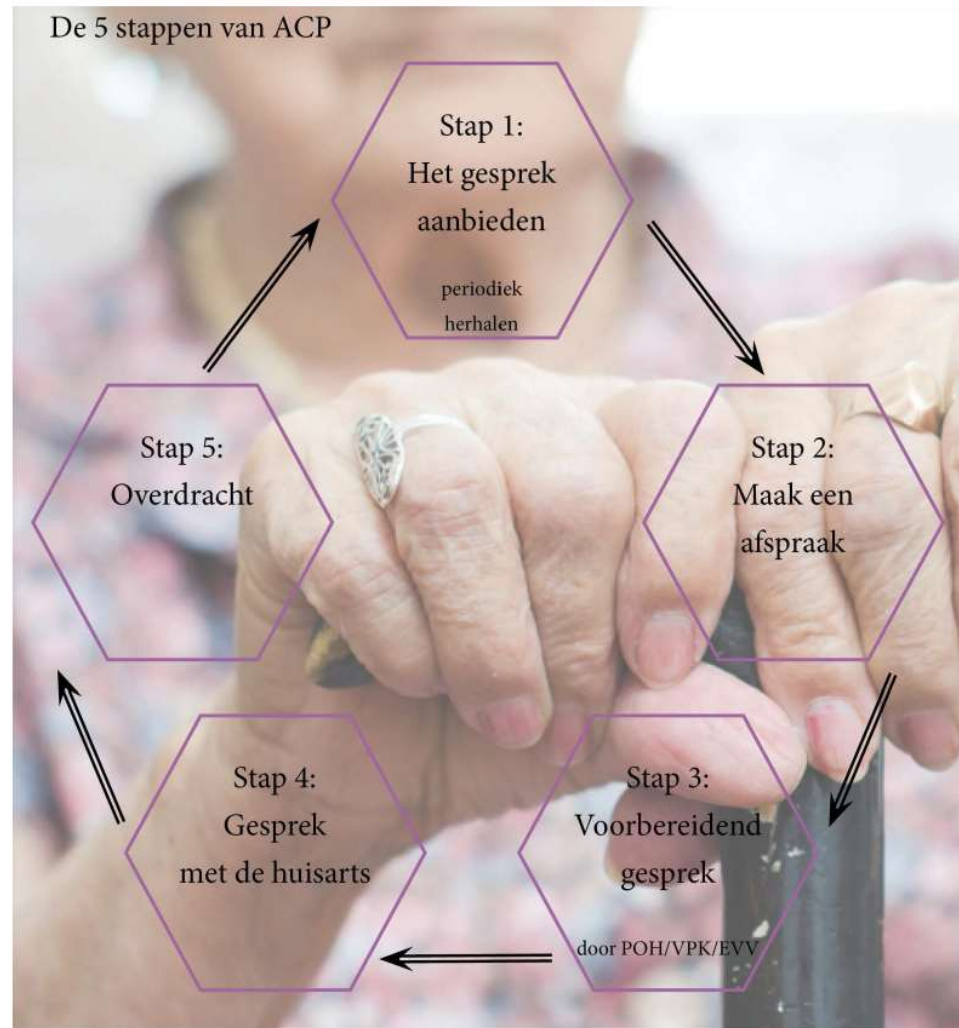 De 5 stappen van ACP
Stap 1:
Het gesprek
aanbieden
periodiek
herhalen
Stap 2:
Maak een
afspraak
Stap 3:
Voorbereidend
gesprek
door POH/VPK/EVV
Stap 4:
Gesprek
met de huisarts
Stap 5:
Overdracht